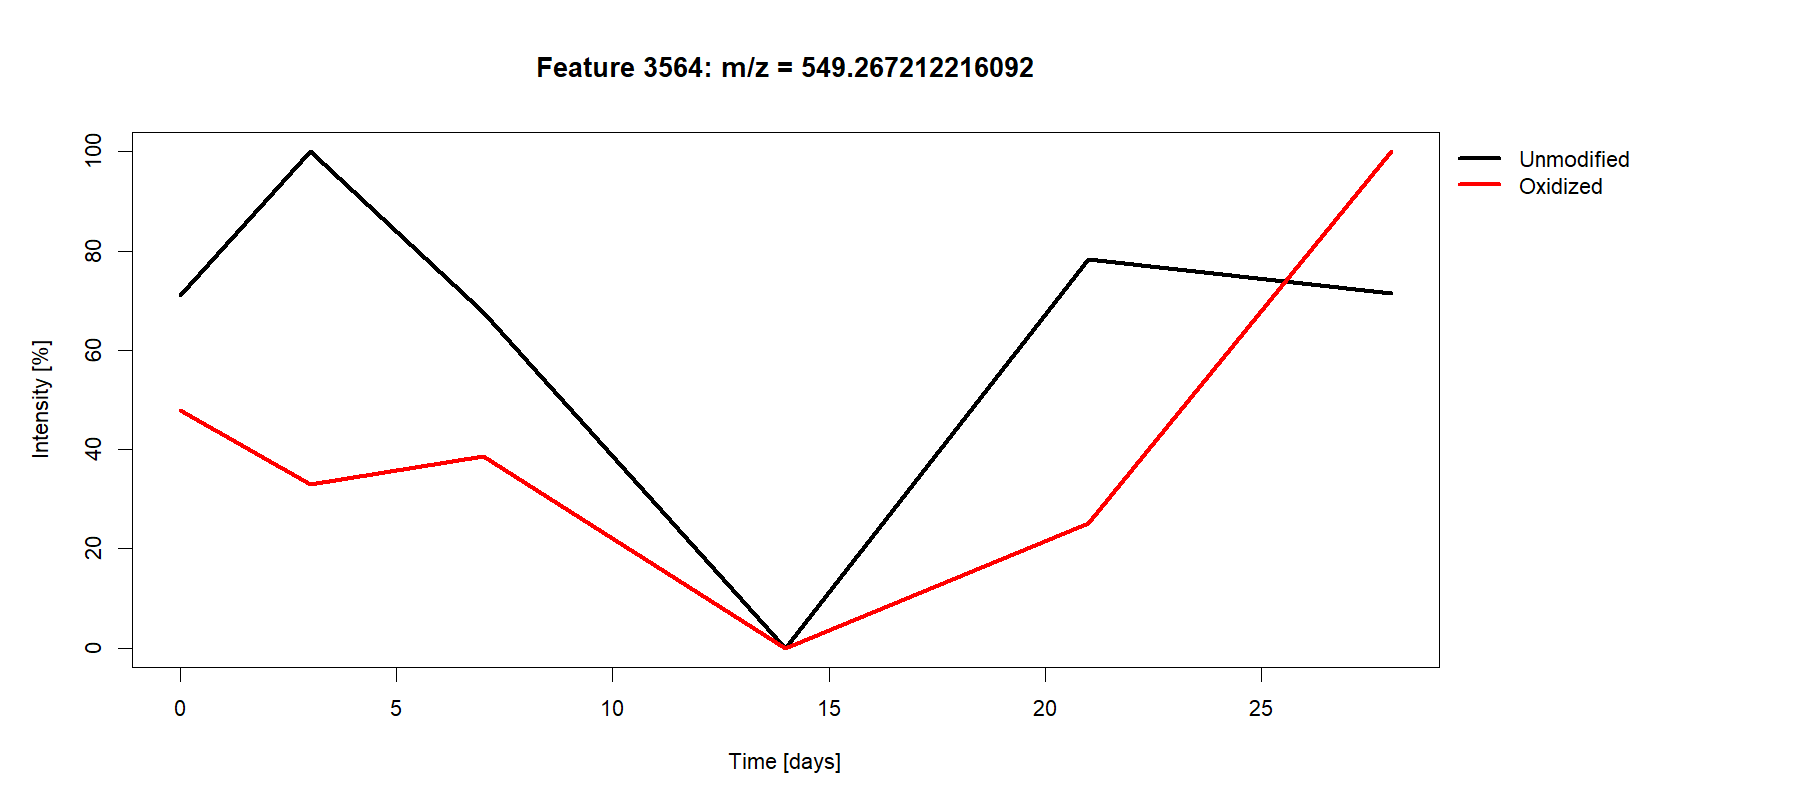 Feature 3564: m/z = 549.267212216092
Unmodified
Oxidized
Intensity [%]
100
80
60
40
20
0
0 5 10 15 20 25
Time [days]